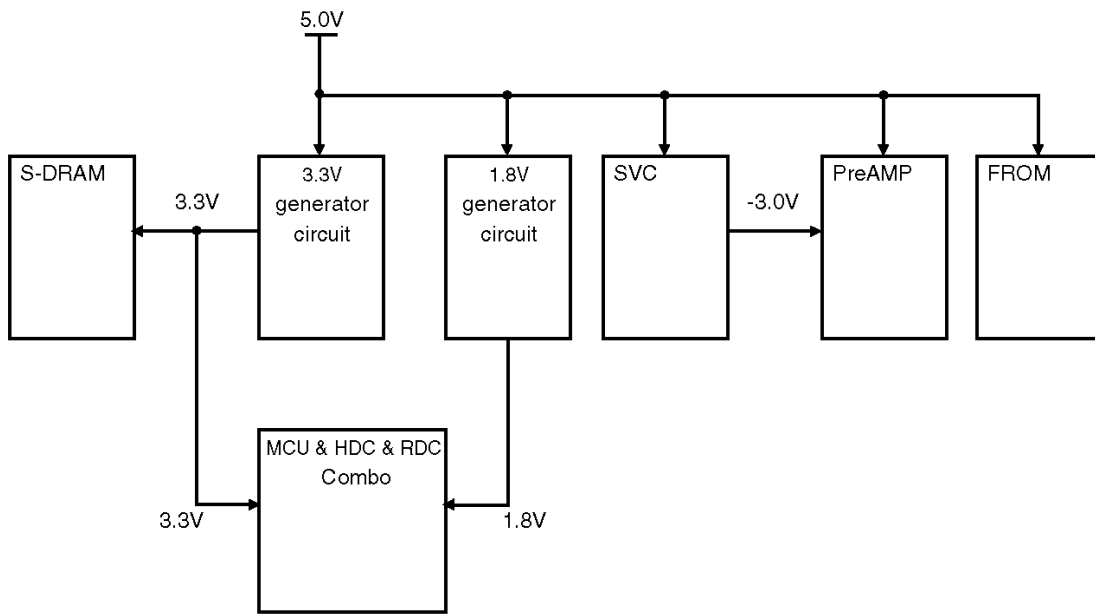 5.0V
S-DRAM
3.3V
3.3V
generator
circuit
1.8V
generator
circuit
SVC
-3.0V
PreAMP
FROM
MCU & HDC & RDC
Combo
3.3V
1.8V